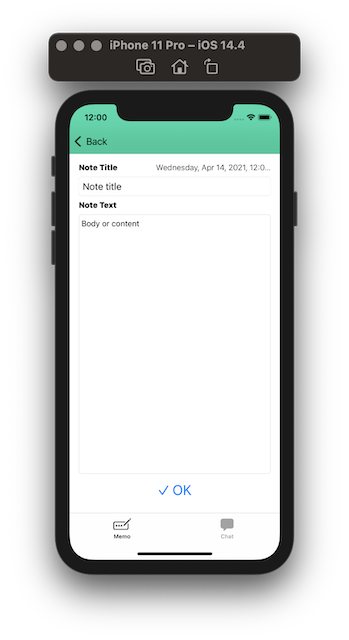 iPhone 11 Pro – iOS 14.4
12:00
Back
Note Title Wednesday, Apr 14, 2021, 12:0...
Note title
Note Text
Body or content
OK
Memo Chat